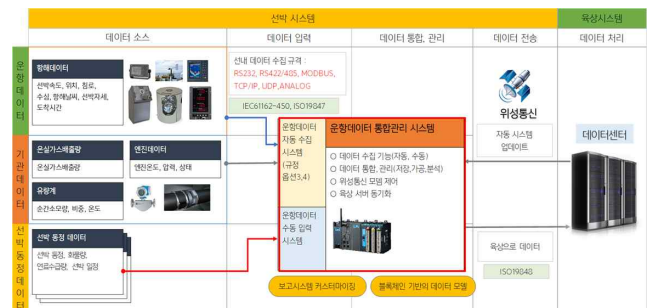 선박 시스템
육상시스템
데이터 소스
데이터 입력
데이터 통합, 관리
데이터 전송
데이터 처리
운항데이터
항해데이터
선박속도, 위치, 침로,
수심, 항해날씨, 선박자세,
도착시간
선내 데이터 수집 규격 :
RS232, RS422/485, MODBUS,
TCP/IP, UDP,ANALOG
IEC61162-450, ISO19847
위성통신
자동 시스템
업데이트
데이터센터
기관데이터
온실가스배출량
온실가스배출량
엔진데이터
엔진온도, 압력, 상태
유량계
순간소모량, 비중, 온도
운항데이터
자동 수집
시스템
(규정
옵션3,4)
운항데이터
수동 입력
시스템
운항데이터 통합관리 시스템
○ 데이터 수집 기능(자동, 수동)
○ 데이터 통합, 관리(저장,가공,분석)
○ 위성통신 모뎀 제어
○ 육상 서버 동기화
선박동정데이터
선박 동정 데이터
선박 동정, 화물량,
연료수급량, 선박 일정
육상으로 데이터
ISO19848
보고시스템 커스터마이징
블록체인 기반의 데이터 모델